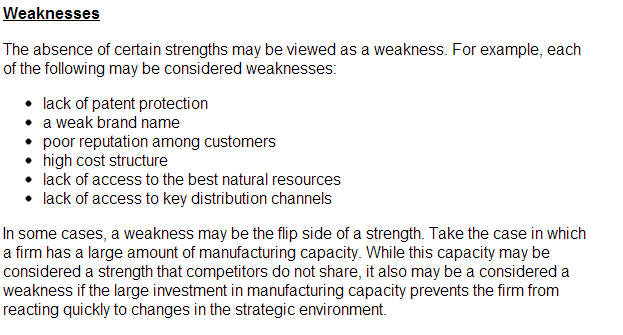 Weaknesses
The absence of certain strengths may be viewed as a weakness. For example, each
of the following may be considered weaknesses:
• lack of patent protection
• a weak brand name
• poor reputation among customers
• high cost structure
• lack of access to the best natural resources
• lack of access to key distribution channels
In some cases, a weakness may be the flip side of a strength. Take the case in which
a firm has a large amount of manufacturing capacity. While this capacity may be
considered a strength that competitors do not share, it also may be a considered a
weakness if the large investment in manufacturing capacity prevents the firm from
reacting quickly to changes in the strategic environment.